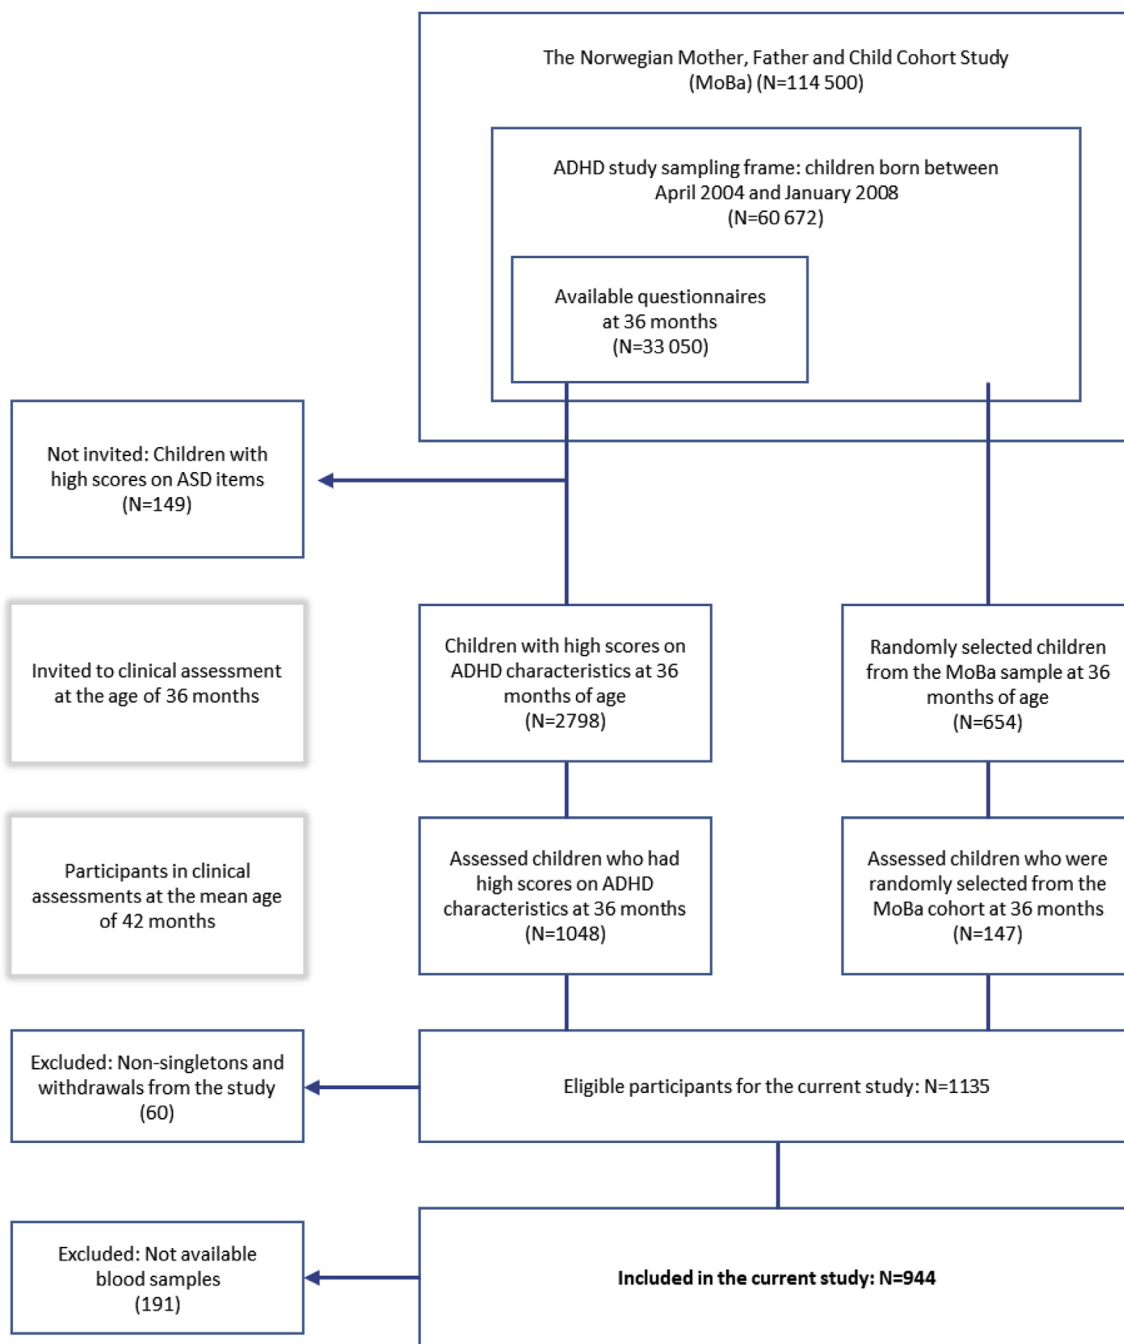 The Norwegian Mother, Father and Child Cohort Study
(MoBa) (N=114 500)
ADHD study sampling frame: children born between
April 2004 and January 2008
(N=60 672)
Available questionnaires
at 36 months
(N=33 050)
Not invited: Children with
high scores on ASD items
(N=149)
Invited to clinical assessment
at the age of 36 months
Children with high scores on
ADHD characteristics at 36
months of age
(N=2798)
Randomly selected children
from the MoBa sample at 36
months of age
(N=654)
Participants in clinical
assessments at the mean age
of 42 months
Assessed children who had
high scores on ADHD
characteristics at 36 months
(N=1048)
Assessed children who were
randomly selected from the
MoBa cohort at 36 months
(N=147)
Excluded: Non-singletons and
withdrawals from the study
(60)
Eligible participants for the current study: N=1135
Excluded: Not available
blood samples
(191)
Included in the current study: N=944